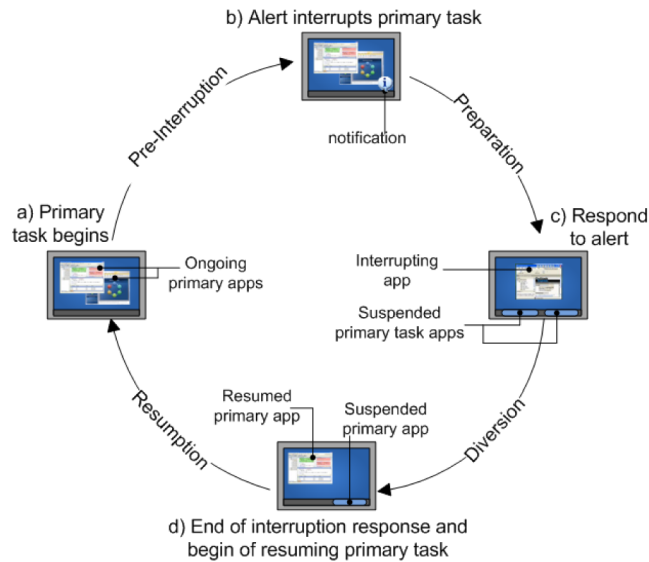 b) Alert interrupts primary task
notification
Pre-Interruption
Preparation
a) Primary
task begins
Ongoing
primary apps
c) Respond
to alert
Interrupting
app
Suspended
primary task apps
Resumption
Diversion
Resumed
primary app
Suspended
primary app
d) End of interruption response and
begin of resuming primary task